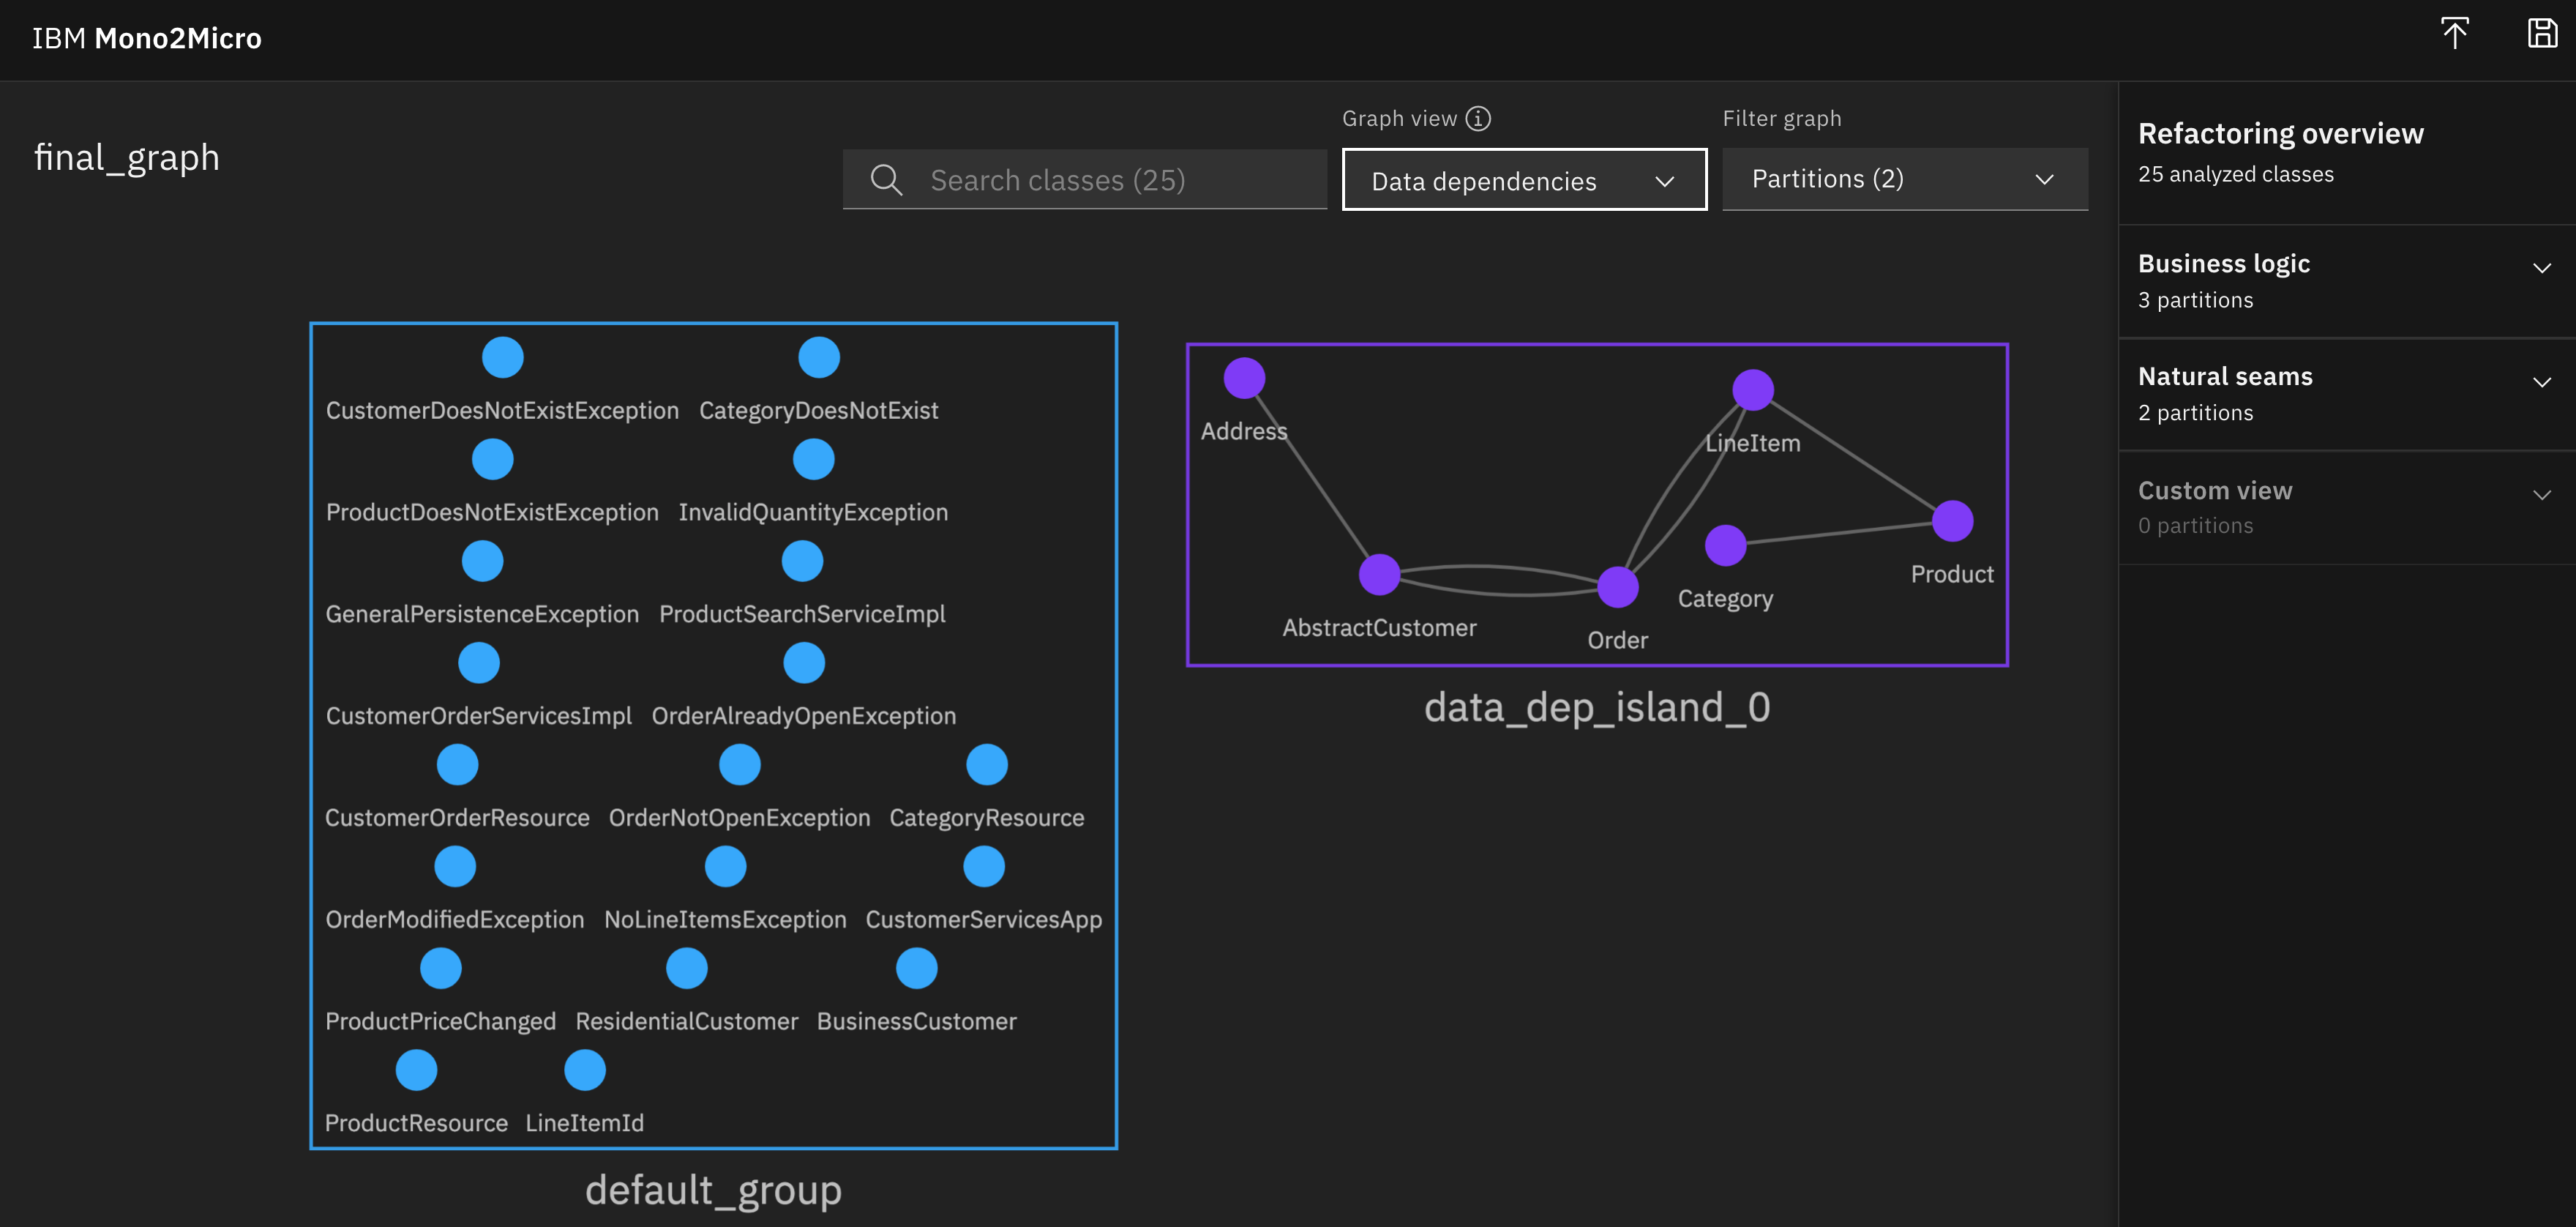 IBM Mono2Micro
final_graph
Search classes (25)
Graph view
Data dependencies
Filter graph
Partitions (2)
CustomerDoesNotExistException CategoryDoesNotExist
ProductDoesNotExistException InvalidQuantityException
GeneralPersistenceException ProductSearchServiceImpl
CustomerOrderServicesImpl OrderAlreadyOpenException
CustomerOrderResource OrderNotOpenException CategoryResource
OrderModifiedException NoLineItemsException CustomerServicesApp
ProductPriceChanged ResidentialCustomer BusinessCustomer
ProductResource LineItemId
default_group
Address
LineItem
Product
Category
AbstractCustomer
Order
data_dep_island_0
Refactoring overview
25 analyzed classes
Business logic
3 partitions
Natural seams
2 partitions
Custom view
0 partitions